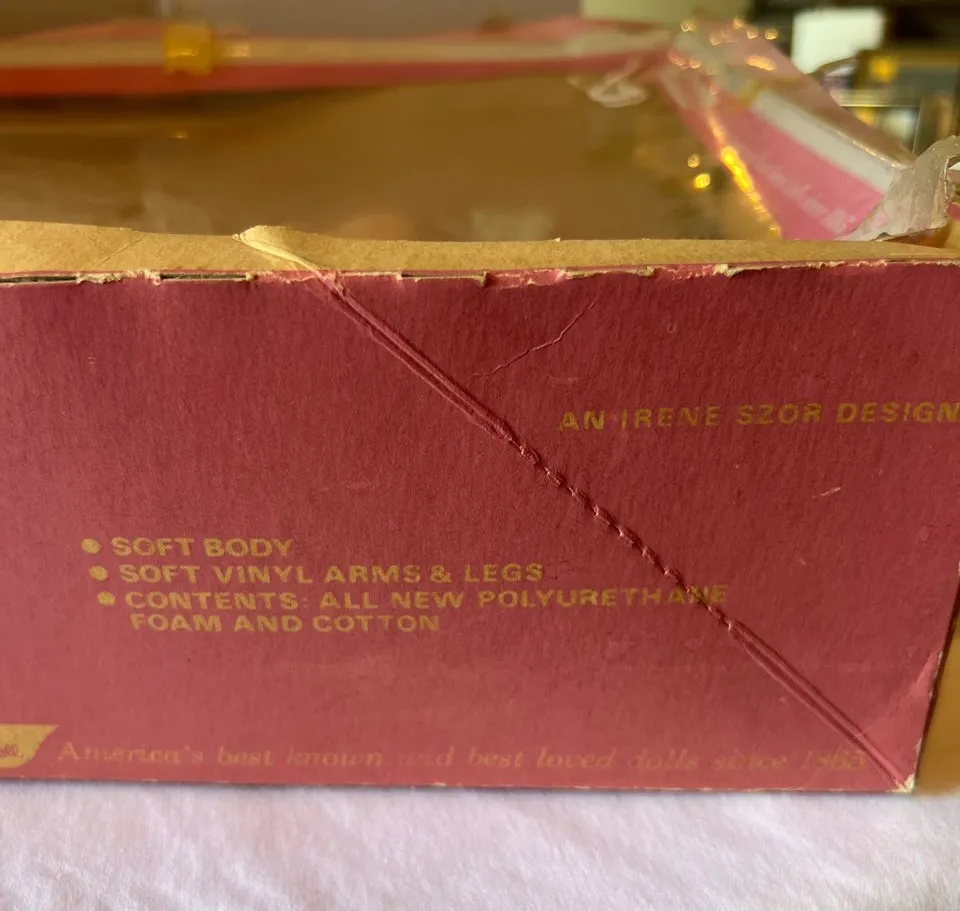 AN IRENE SZOR DESIGN
• SOFT BODY
• SOFT VINYL ARMS & LEGS
• CONTENTS: ALL NEW POLYURETHANE
FOAM AND COTTON
America's best known and best loved dolls since 1865